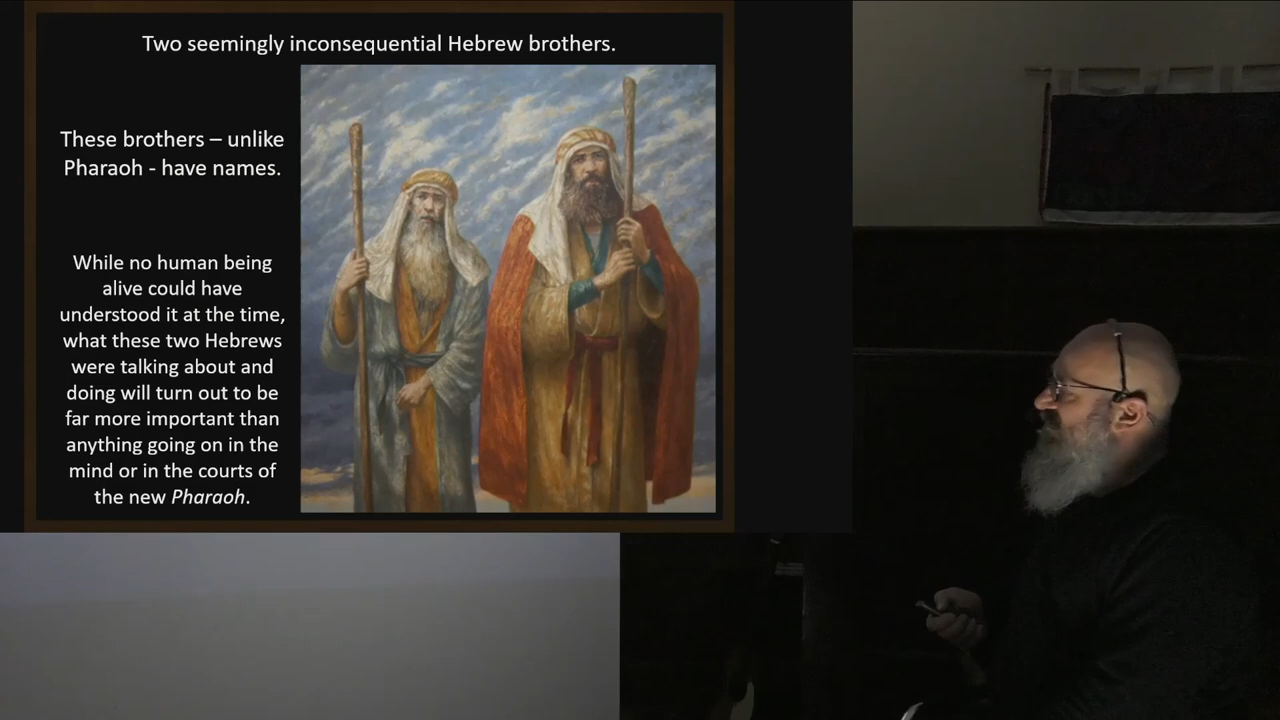 Two seemingly inconsequential Hebrew brothers.
These brothers – unlike
Pharaoh - have names.
While no human being
alive could have
understood it at the time,
what these two Hebrews
were talking about and
doing will turn out to be
far more important than
anything going on in the
mind or in the courts of
the new Pharaoh.